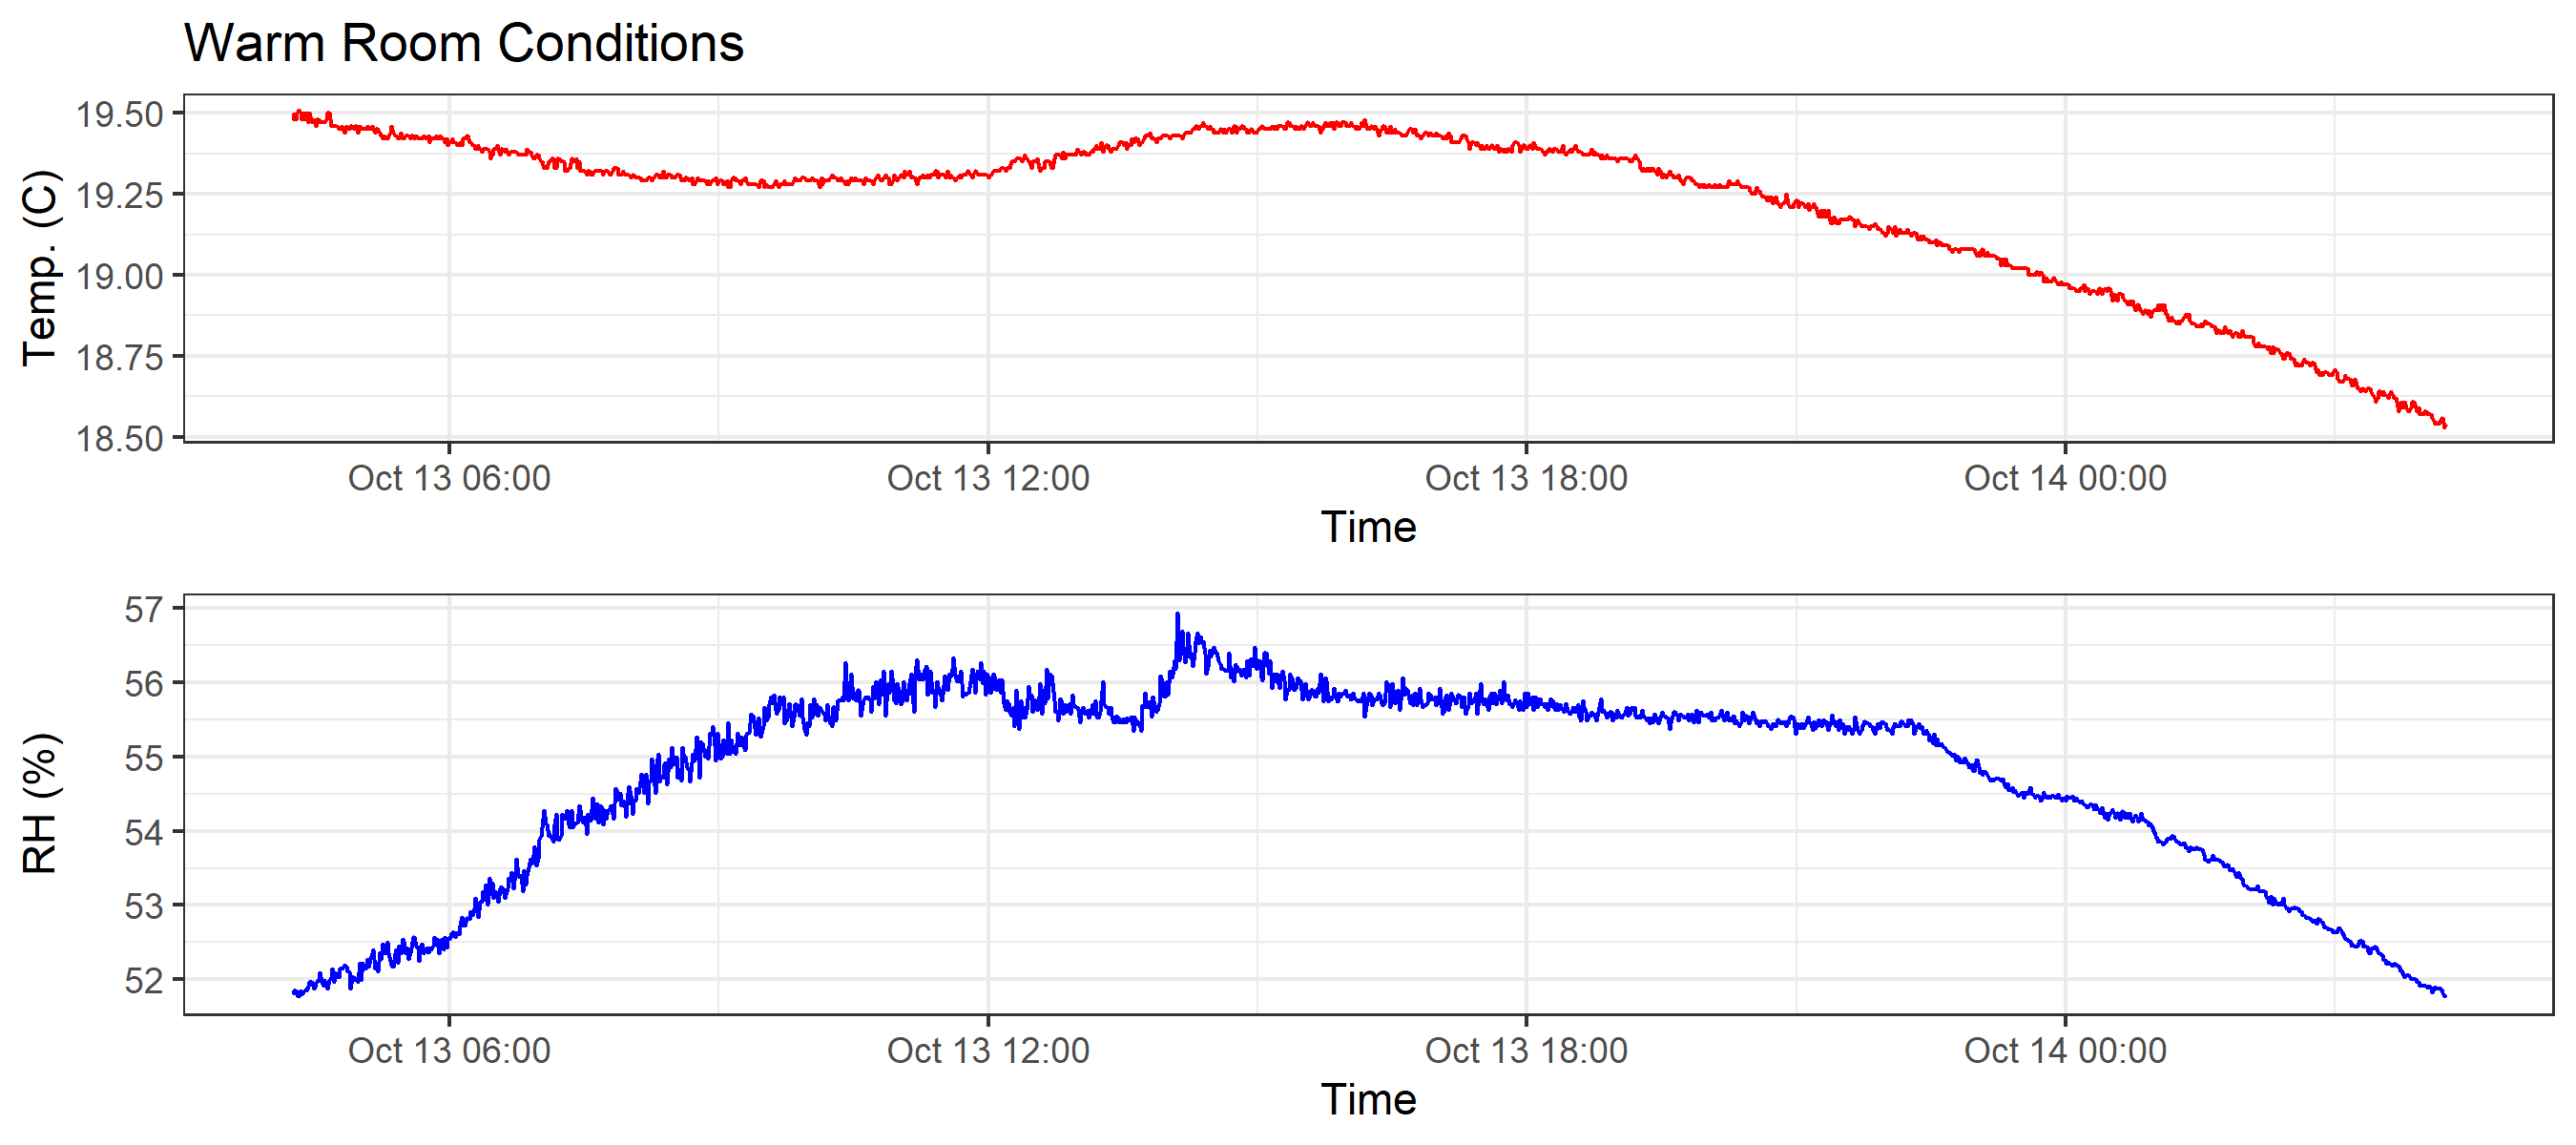 Warm Room Conditions
Temp. (C)
19.50
19.25
19.00
18.75
18.50
Oct 13 06:00 Oct 13 12:00 Oct 13 18:00 Oct 14 00:00
Time
RH (%)
57
56
55
54
53
52
Oct 13 06:00 Oct 13 12:00 Oct 13 18:00 Oct 14 00:00
Time